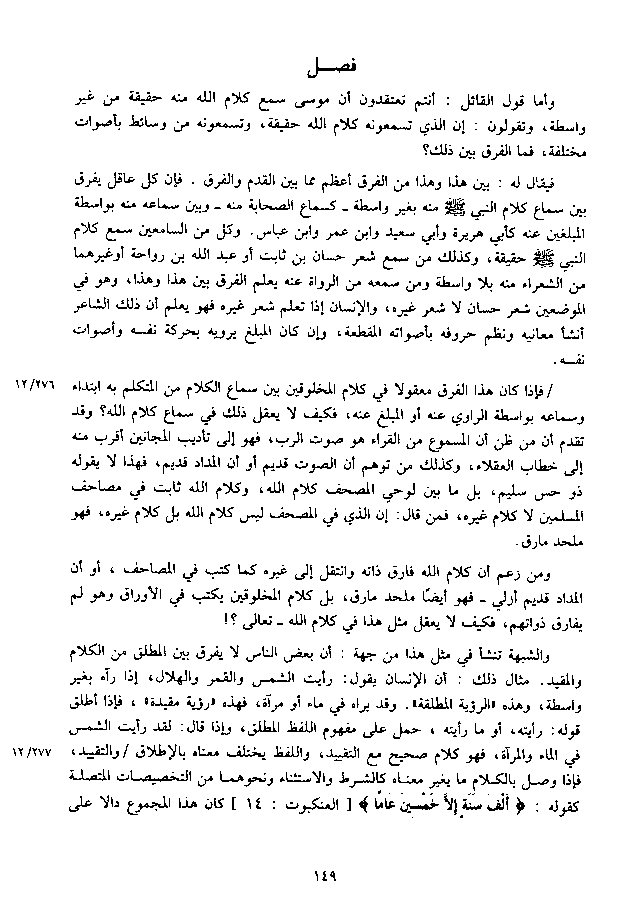 فصـــل
وأما قول القائل : أنتم تعتقدون أن موسى سمع كلام الله منه حقيقة من غير
واسطة، وتقولون : إن الذي تسمعونه كلام الله حقيقة، وتسمعونه من وسائط بأصوات
مختلفة، فما الفرق بين ذلك؟
فيقال له : بين هذا وهذا من الفرق أعظم مما بين القدم والفرق . فإن كل عاقل يفرق
بين سماع كلام النبي ﷺ منه بغير واسطة ـ كسماع الصحابة منه ـ وبين سماعه منه بواسطة
المبلغين عنه كأبي هريرة وأبي سعيد وابن عمر وابن عباس. وكل من السامعين سمع كلام
النبي ﷺ حقيقة، وكذلك من سمع شعر حسان بن ثابت أو عبد الله بن رواحة أوغيرهما
من الشعراء منه بلا واسطة ومن سمعه من الرواة عنه يعلم الفرق بين هذا وهذا، وهو في
الموضعين شعر حسان لا شعر غيره، والإنسان إذا تعلم شعر غيره فهو يعلم أن ذلك الشاعر
أنشأ معانيه ونظم حروفه بأصواته المقطعة، وإن كان المبلغ يرويه بحركة نفسه وأصوات
نفسه .
١٢/٢٧٦ / فإذا كان هذا الفرق معقولا في كلام المخلوقين بين سماع الكلام من المتكلم به ابتداء
وسماعه بواسطة الراوي عنه أو المبلغ عنه، فكيف لا يعقل ذلك في سماع كلام الله؟ وقد
تقدم أن من ظن أن المسموع من القراء هو صوت الرب، فهو إلى تأديب المجانين أقرب منه
إلى خطاب العقلاء، وكذلك من توهم أن الصوت قديم أو أن المداد قديم، فهذا لا يقوله
ذو حس سليم، بل ما بين لوحي المصحف كلام الله، وكلام الله ثابت في مصاحف
المسلمين لا كلام غيره، فمن قال: إن الذي في المصحف ليس كلام الله بل كلام غيره، فهو
ملحد مارق.
ومن زعم أن كلام الله فارق ذاته وانتقل إلى غيره كما كتب في المصاحف ، أو أن
المداد قديم أزلي ـ فهو أيضًا ملحد مارق، بل كلام المخلوقين يكتب في الأوراق وهو لم
يفارق ذواتهم، فكيف لا يعقل مثل هذا في كلام الله ـ تعالى ؟!
والشبهة تنشأ في مثل هذا من جهة : أن بعض الناس لا يفرق بين المطلق من الكلام
والمقيد. مثال ذلك : أن الإنسان يقول: رأيت الشمس والقمر والهلال، إذا رآه بغير
واسطة، وهذه «الرؤية المطلقة». وقد يراه في ماء أو مرآة، فهذه «رؤية مقيدة» ، فإذا أطلق
قوله: رأيته، أو ما رأيته ، حمل على مفهوم اللفظ المطلق، وإذا قال: لقد رأيت الشمس
١٢/٢٧٧ في الماء والمرآة، فهو كلام صحيح مع التقييد، واللفظ يختلف معناه بالإطلاق /والتقييد،
فإذا وصل بالكلام ما يغير معناه كالشرط والاستثناء ونحوهما من التخصيصات المتصلة
كقوله : ﴿ أَلْفَ سَنَةٍ إِلاَّ خَمْسِينَ عَامًا ﴾ [ العنكبوت : ١٤ ] كان هذا المجموع دالا على
١٤٩